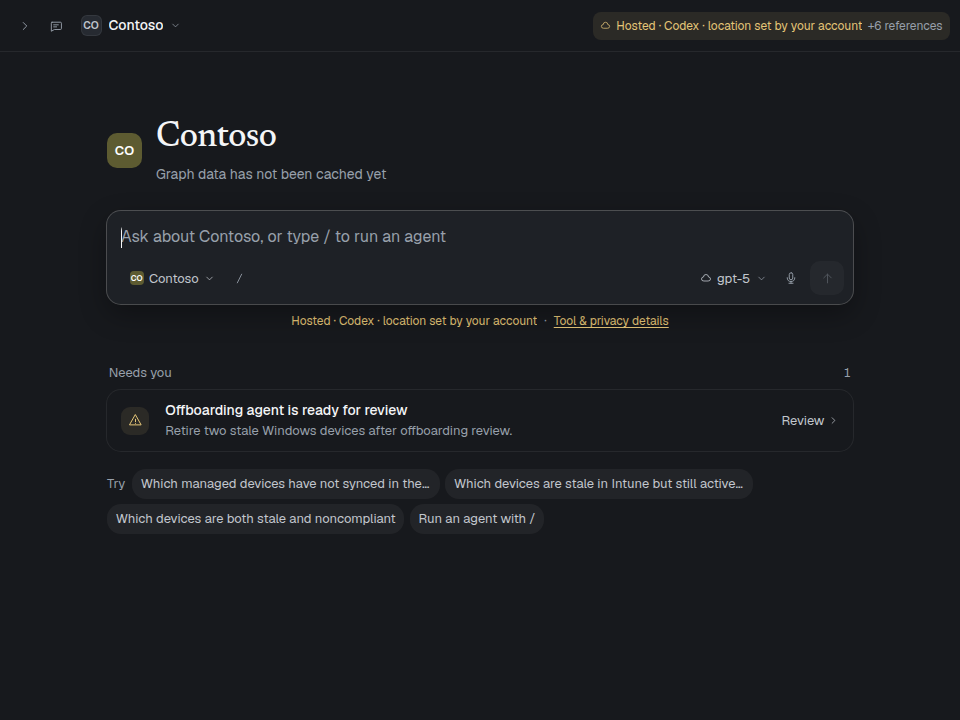 CO Contoso
Hosted · Codex · location set by your account +6 references
CO
Contoso
Graph data has not been cached yet
Ask about Contoso, or type / to run an agent
CO Contoso / gpt-5
Hosted · Codex · location set by your account · Tool & privacy details
Needs you 1
Offboarding agent is ready for review
Retire two stale Windows devices after offboarding review.
Review
Try Which managed devices have not synced in the… Which devices are stale in Intune but still active…
Which devices are both stale and noncompliant Run an agent with /